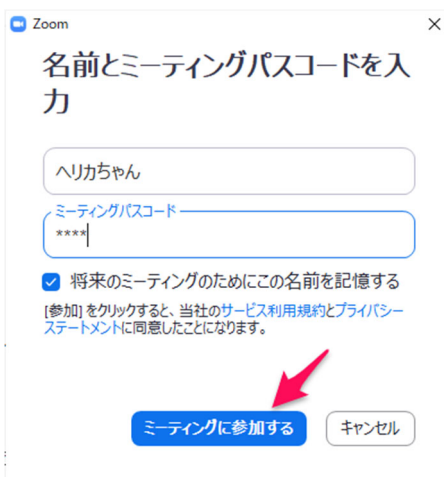 Zoom
名前とミーティングパスコードを入
力
ヘリカちゃん
ミーティングパスコード
****
将来のミーティングのためにこの名前を記憶する
[参加] をクリックすると、当社のサービス利用規約とプライバシー
ステートメントに同意したことになります。
ミーティングに参加する
キャンセル